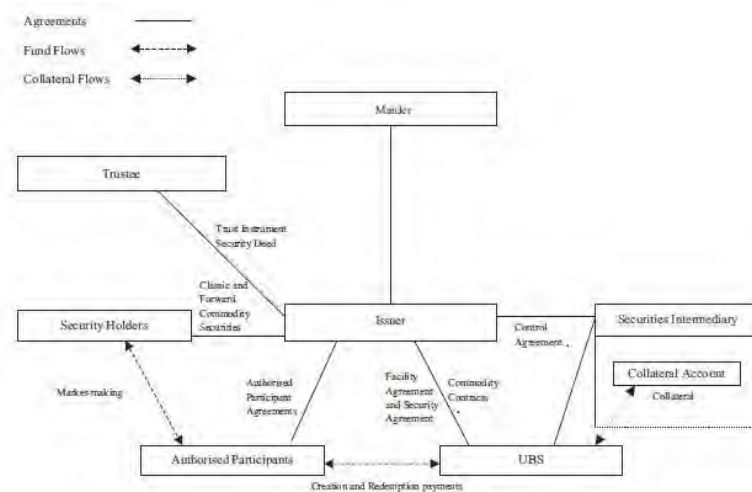 Agreements
Fund Flows
Collateral Flows
Trustee
Trust Instrument
Security Deed
Classic and
Forward
Commodity
Securities
Security Holders
Issuer
Control
Agreement
Securities Intermediary
Collateral Account
Collateral
Market-making
Authorised
Participant
Agreements
Facility
Agreement
and Security
Agreement
Commodity
Contracts
Authorised Participants
UBS
Creation and Redemption payments